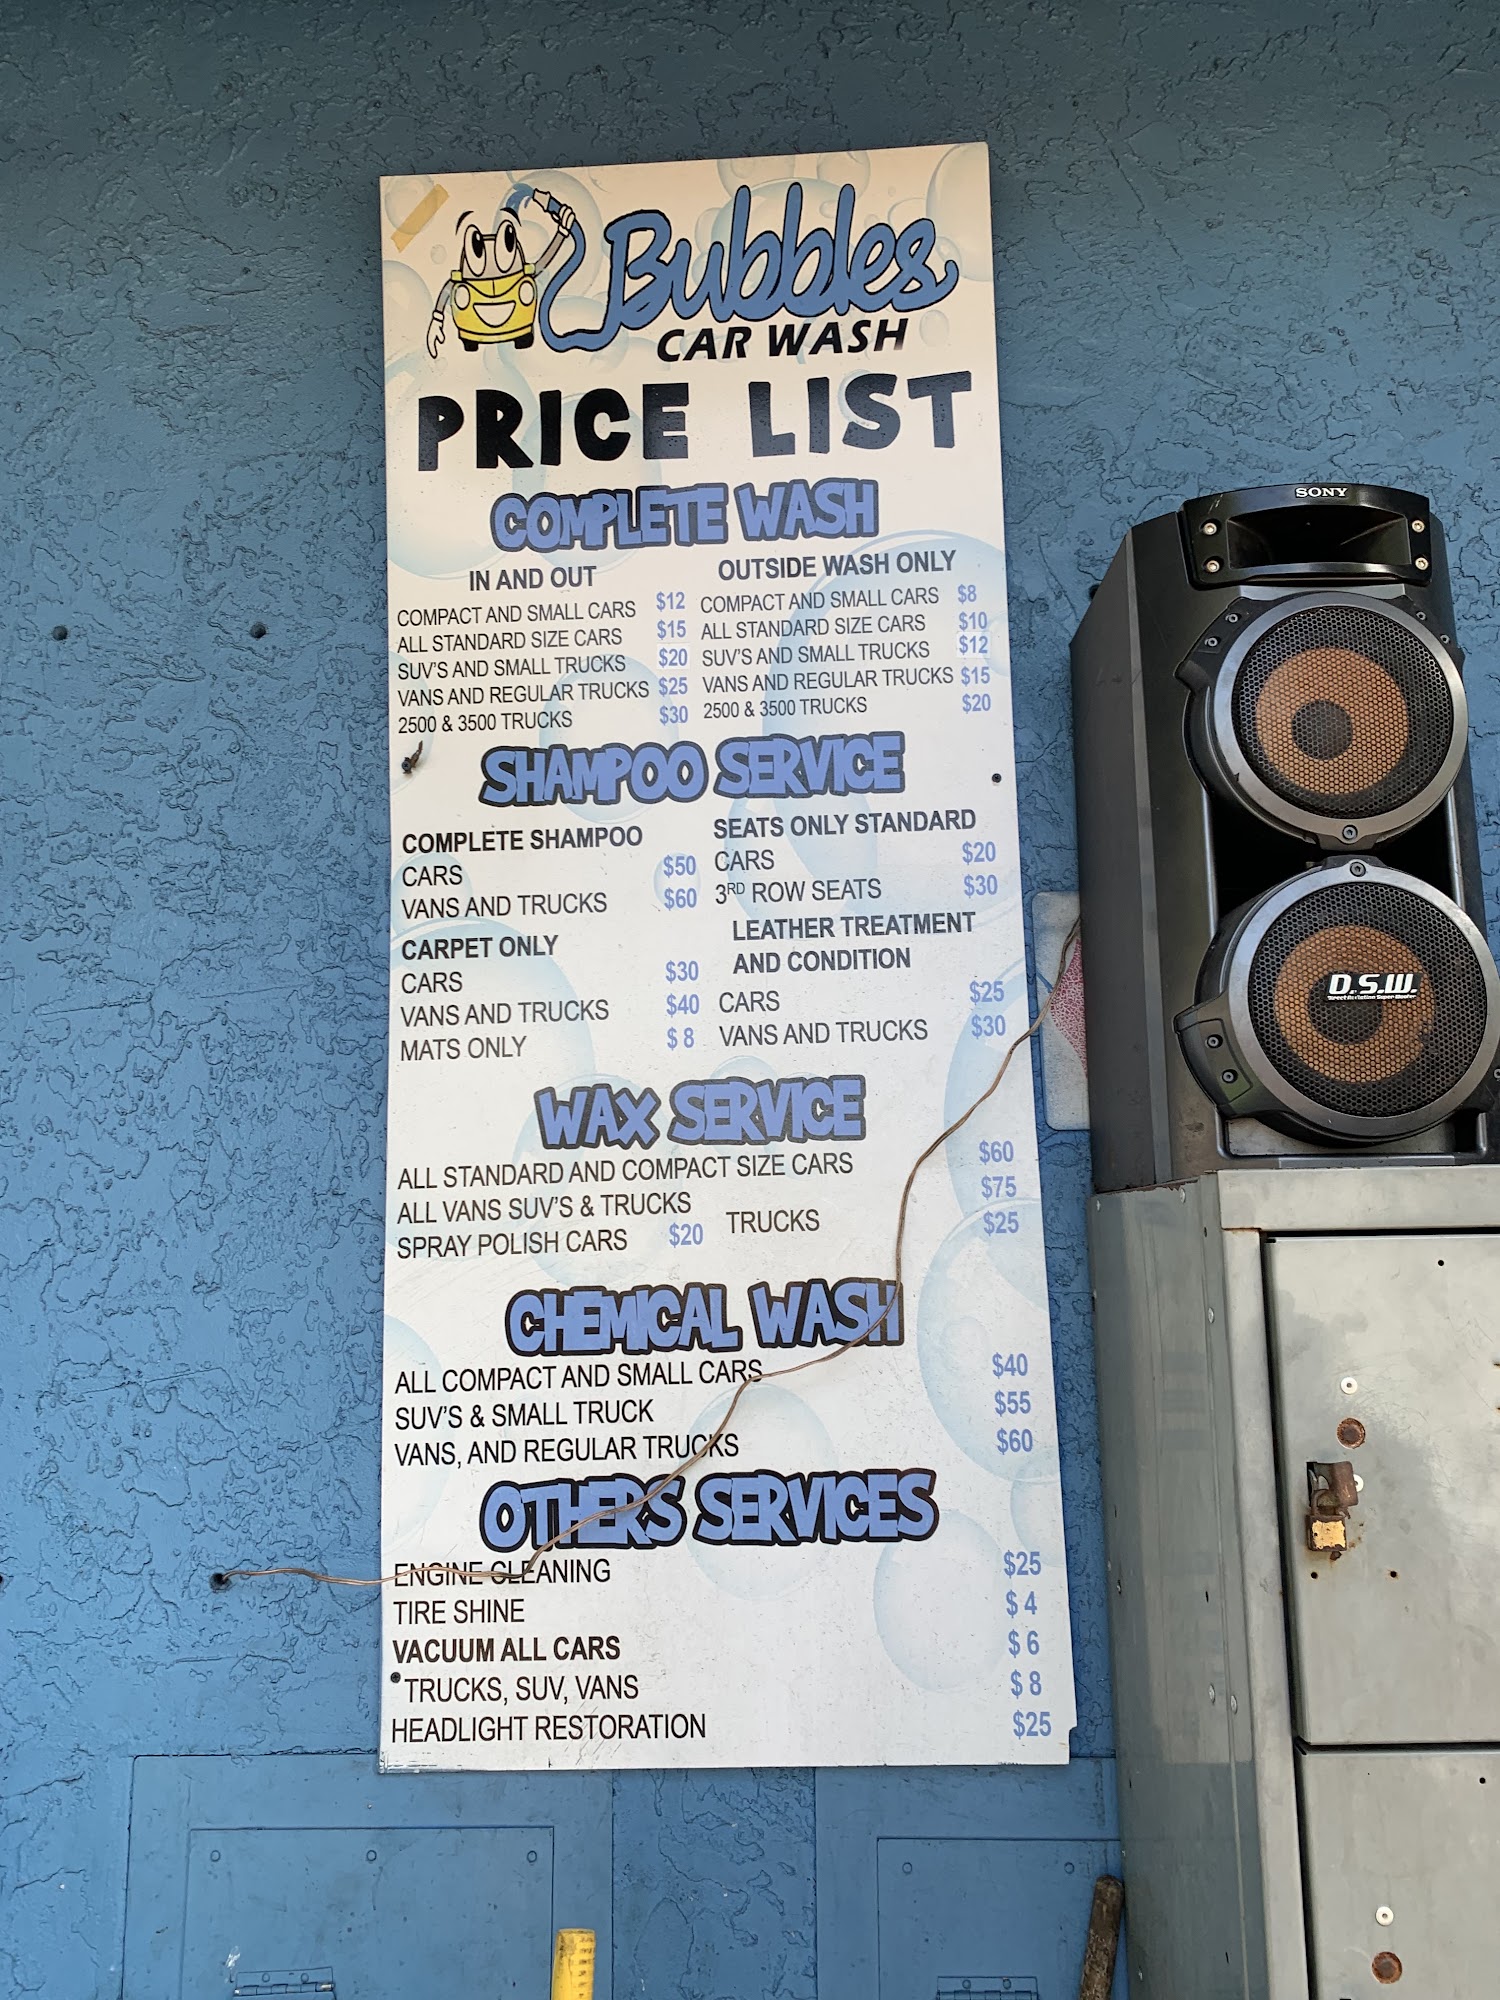 Bubbles
CAR WASH
PRICE LIST
COMPLETE WASH
IN AND OUT
COMPACT AND SMALL CARS $12
ALL STANDARD SIZE CARS $15
SUV'S AND SMALL TRUCKS $20
VANS AND REGULAR TRUCKS $25
2500 & 3500 TRUCKS $30
OUTSIDE WASH ONLY
COMPACT AND SMALL CARS $8
ALL STANDARD SIZE CARS $10
SUV'S AND SMALL TRUCKS $12
VANS AND REGULAR TRUCKS $15
2500 & 3500 TRUCKS $20
SHAMPOO SERVICE
COMPLETE SHAMPOO
CARS $50
VANS AND TRUCKS $60
CARPET ONLY
CARS $30
VANS AND TRUCKS $40
MATS ONLY $ 8
SEATS ONLY STANDARD
CARS $20
3RD ROW SEATS $30
LEATHER TREATMENT
AND CONDITION
CARS $25
VANS AND TRUCKS $30
WAX SERVICE
ALL STANDARD AND COMPACT SIZE CARS $60
ALL VANS SUV'S & TRUCKS $75
SPRAY POLISH CARS $20 TRUCKS $25
CHEMICAL WASH
ALL COMPACT AND SMALL CARS $40
SUV'S & SMALL TRUCK $55
VANS, AND REGULAR TRUCKS $60
OTHERS SERVICES
ENGINE CLEANING $25
TIRE SHINE $ 4
VACUUM ALL CARS $ 6
TRUCKS, SUV, VANS $ 8
HEADLIGHT RESTORATION $25
SONY
D.S.W.